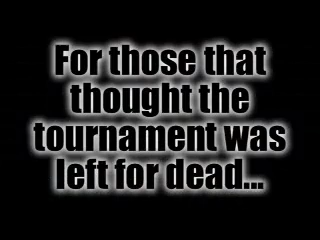 For those that
thought the
tournament was
left for dead...